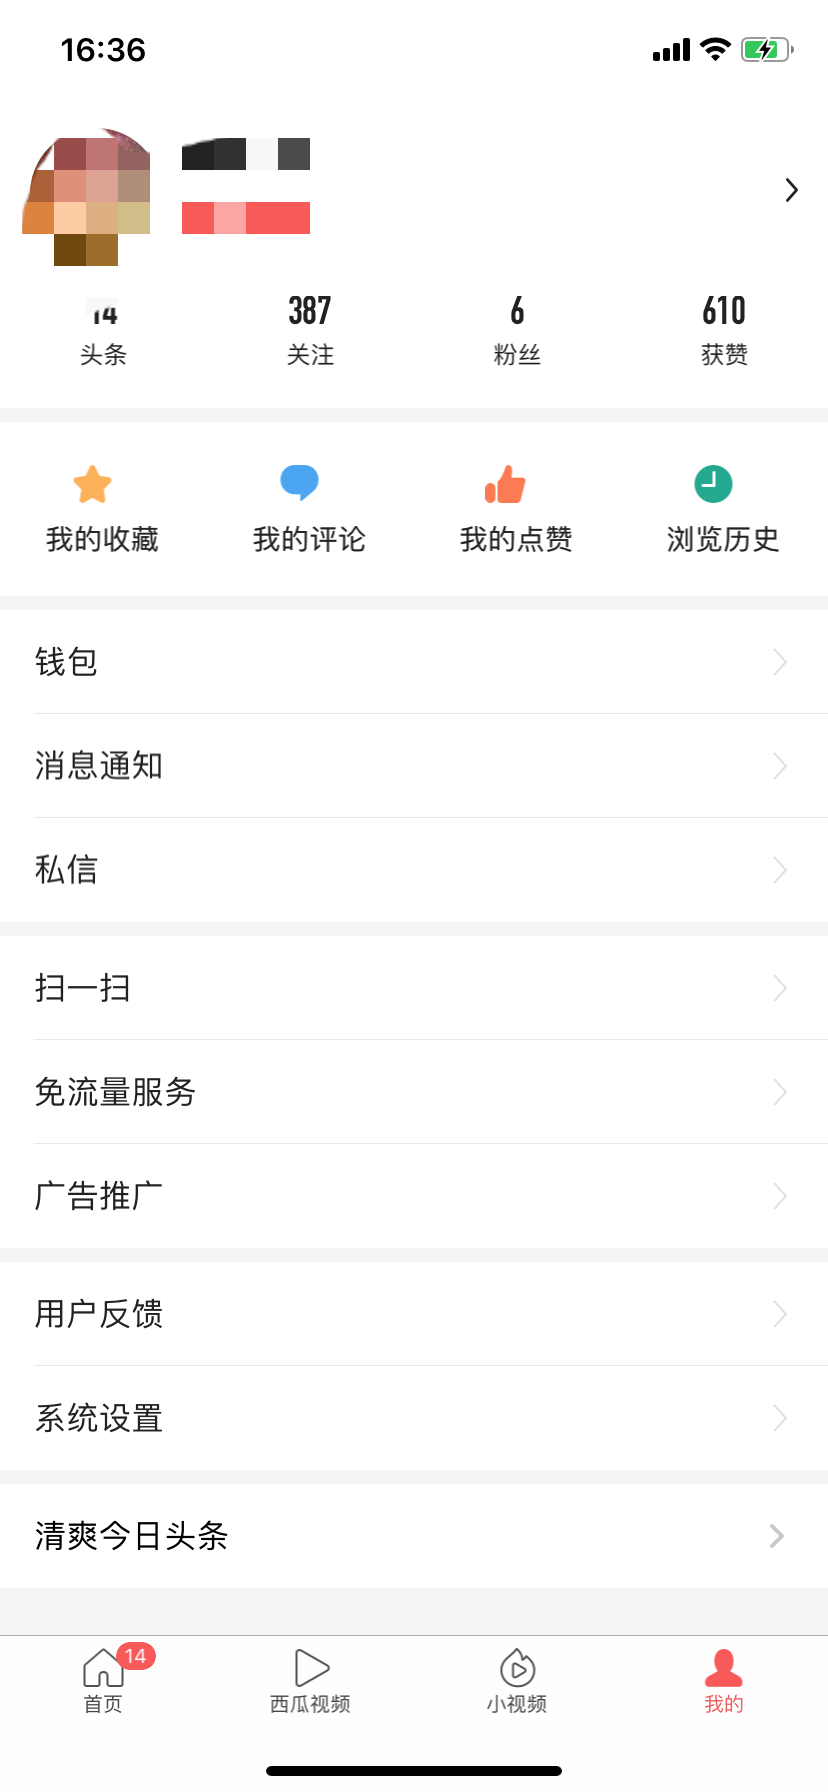 16:36
14
387
6
610
头条
关注
粉丝
获赞
我的收藏
我的评论
我的点赞
浏览历史
钱包
消息通知
私信
扫一扫
免流量服务
广告推广
用户反馈
系统设置
清爽今日头条
14
首页
西瓜视频
小视频
我的